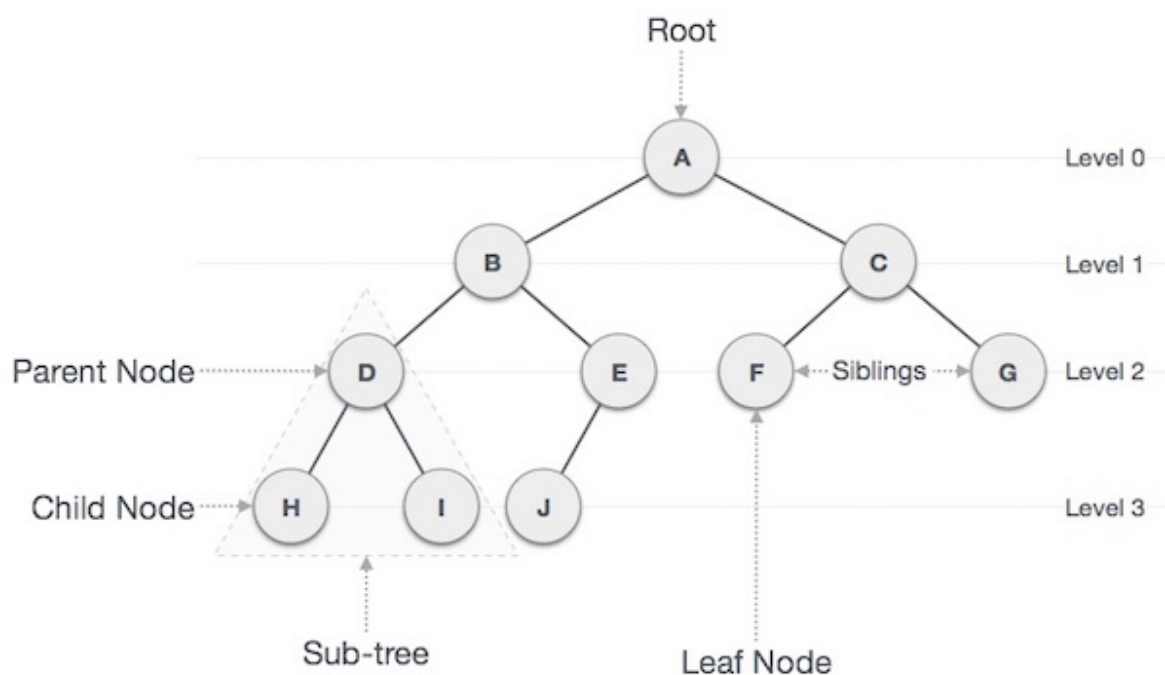 Root
A
Level 0
B
C
Level 1
Parent Node
D
E
F
Siblings
G
Level 2
Child Node
H
I
J
Level 3
Sub-tree
Leaf Node